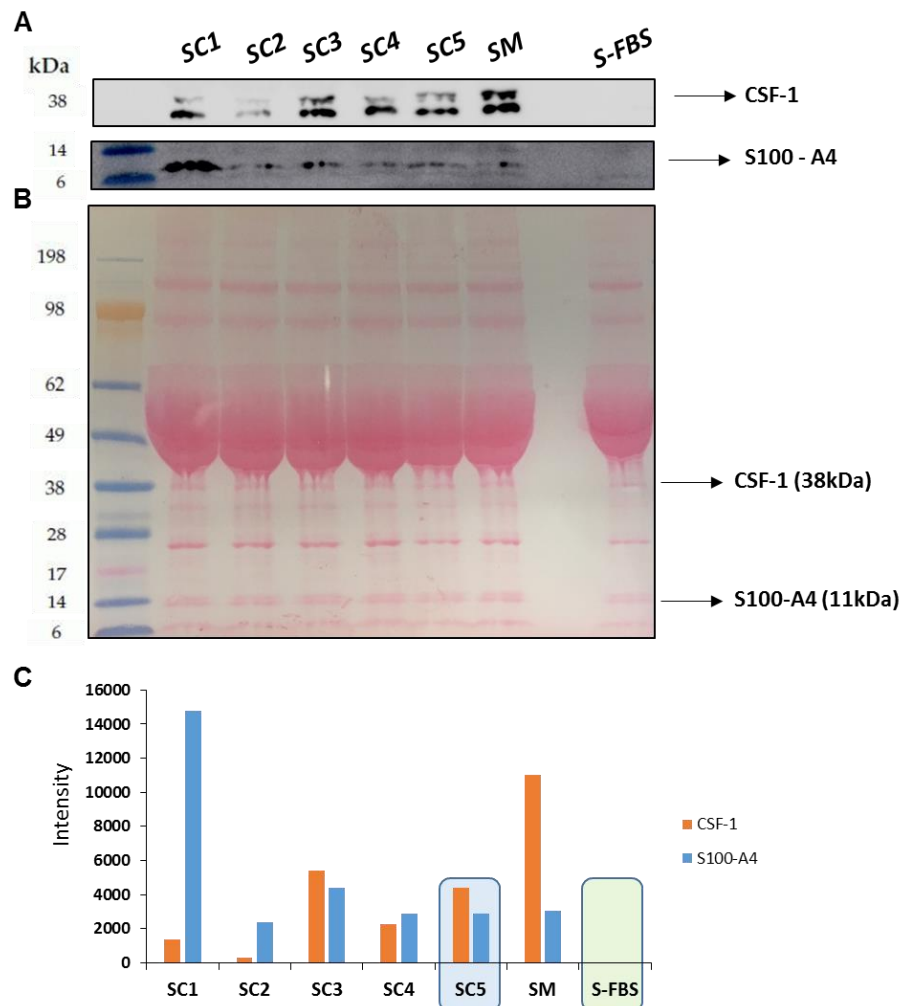 A
SC1 SC2 SC3 SC4 SC5 SM S-FBS
kDa
38
CSF-1
14
S100 - A4
6
B
198
98
62
49
38
CSF-1 (38kDa)
28
17
14
S100-A4 (11kDa)
6
C
16000
14000
12000
10000
8000
6000
4000
2000
0
Intensity
CSF-1
S100-A4
SC1 SC2 SC3 SC4 SC5 SM S-FBS